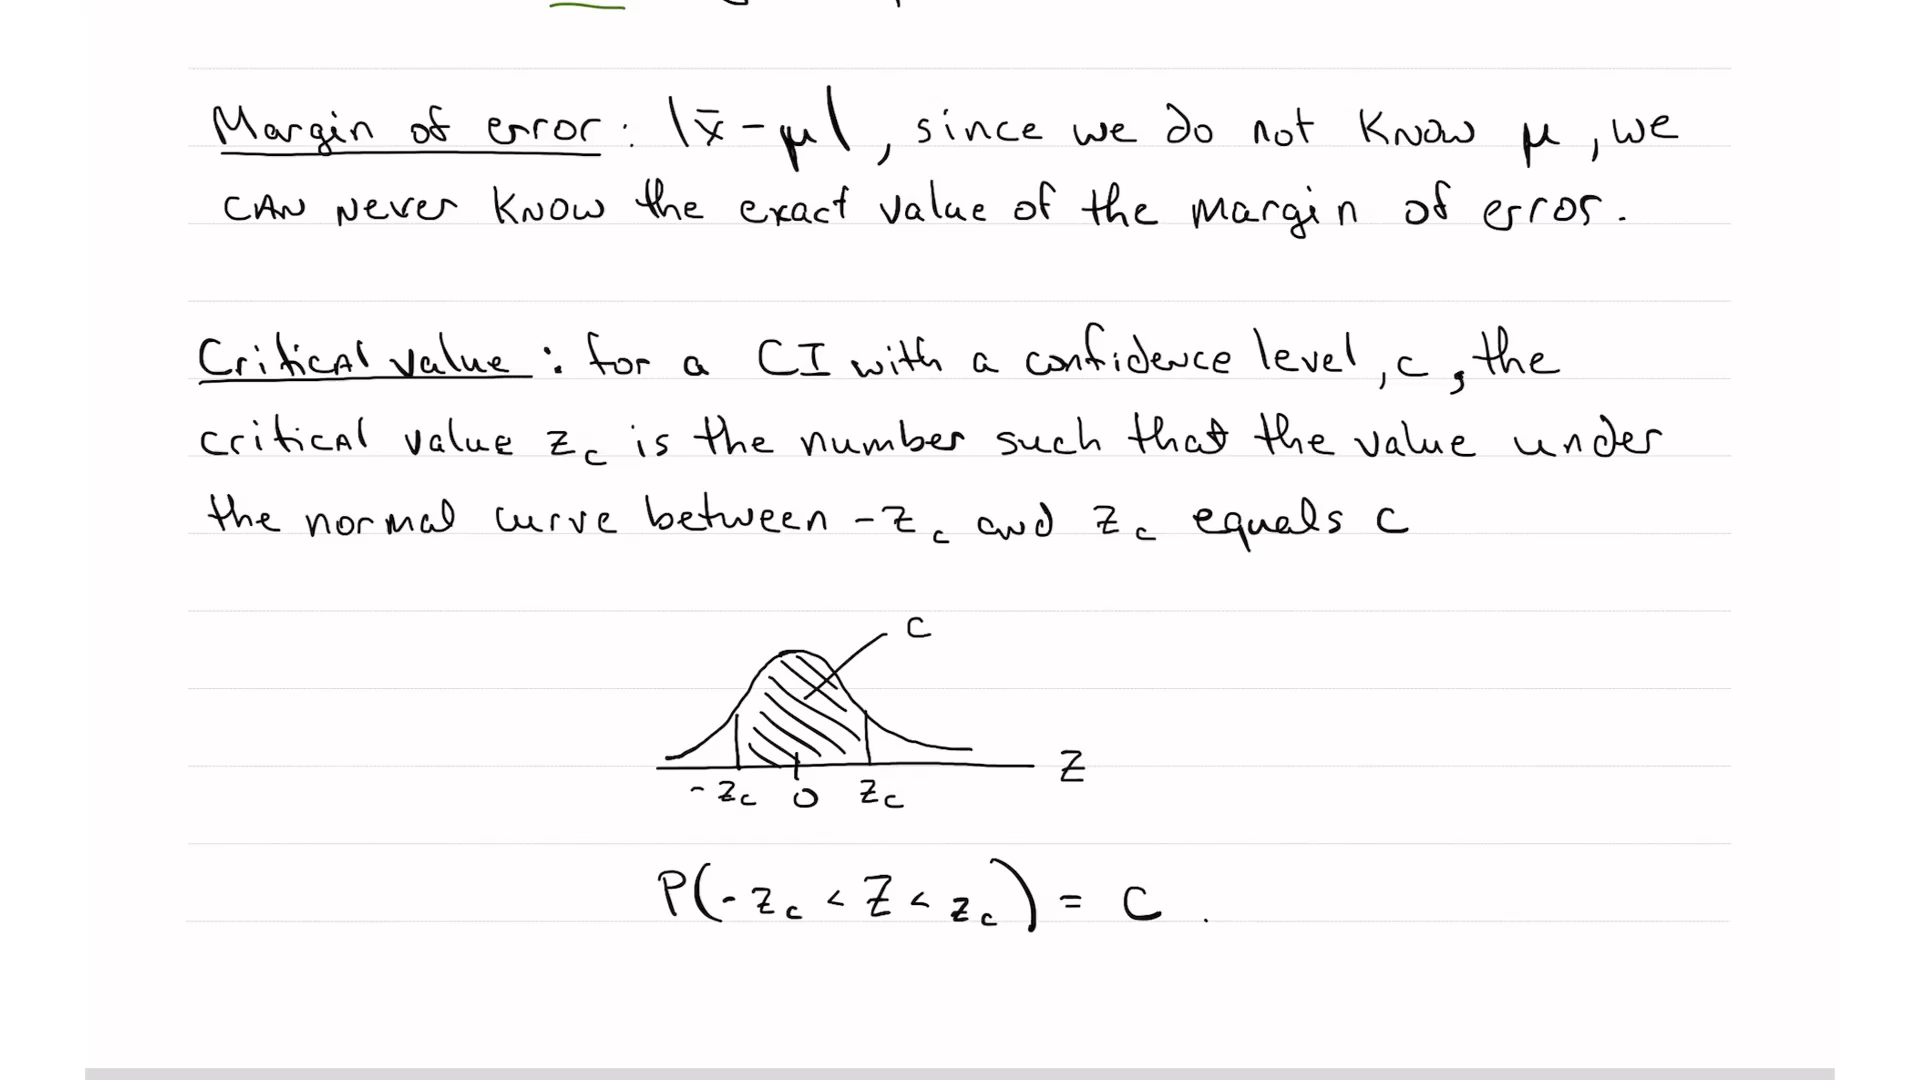 Margin of error: |x̄ - μ|, since we do not know μ, we
can never know the exact value of the margin of error.
Critical value: for a CI with a confidence level, c, the
critical value z_c is the number such that the value under
the normal curve between -z_c and z_c equals c
c
z
-z_c 0 z_c
P(-z_c < Z < z_c) = c.